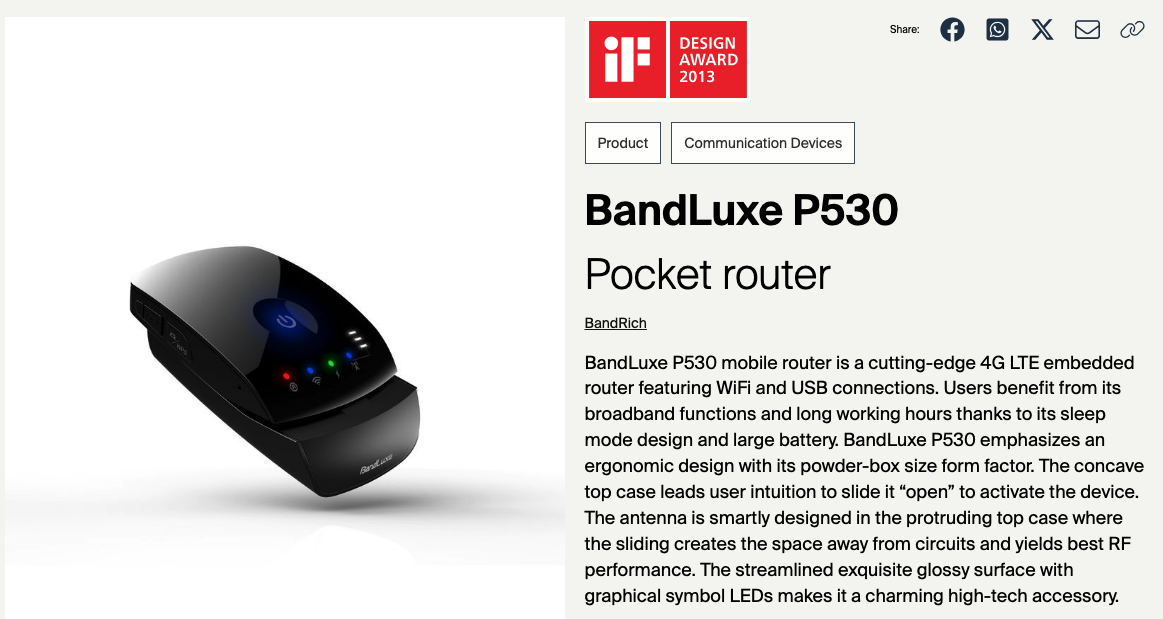 iF
DESIGN
AWARD
2013
Share:
Product
Communication Devices
BandLuxe P530
Pocket router
BandRich
BandLuxe P530 mobile router is a cutting-edge 4G LTE embedded
router featuring WiFi and USB connections. Users benefit from its
broadband functions and long working hours thanks to its sleep
mode design and large battery. BandLuxe P530 emphasizes an
ergonomic design with its powder-box size form factor. The concave
top case leads user intuition to slide it “open” to activate the device.
The antenna is smartly designed in the protruding top case where
the sliding creates the space away from circuits and yields best RF
performance. The streamlined exquisite glossy surface with
graphical symbol LEDs makes it a charming high-tech accessory.
BandLuxe